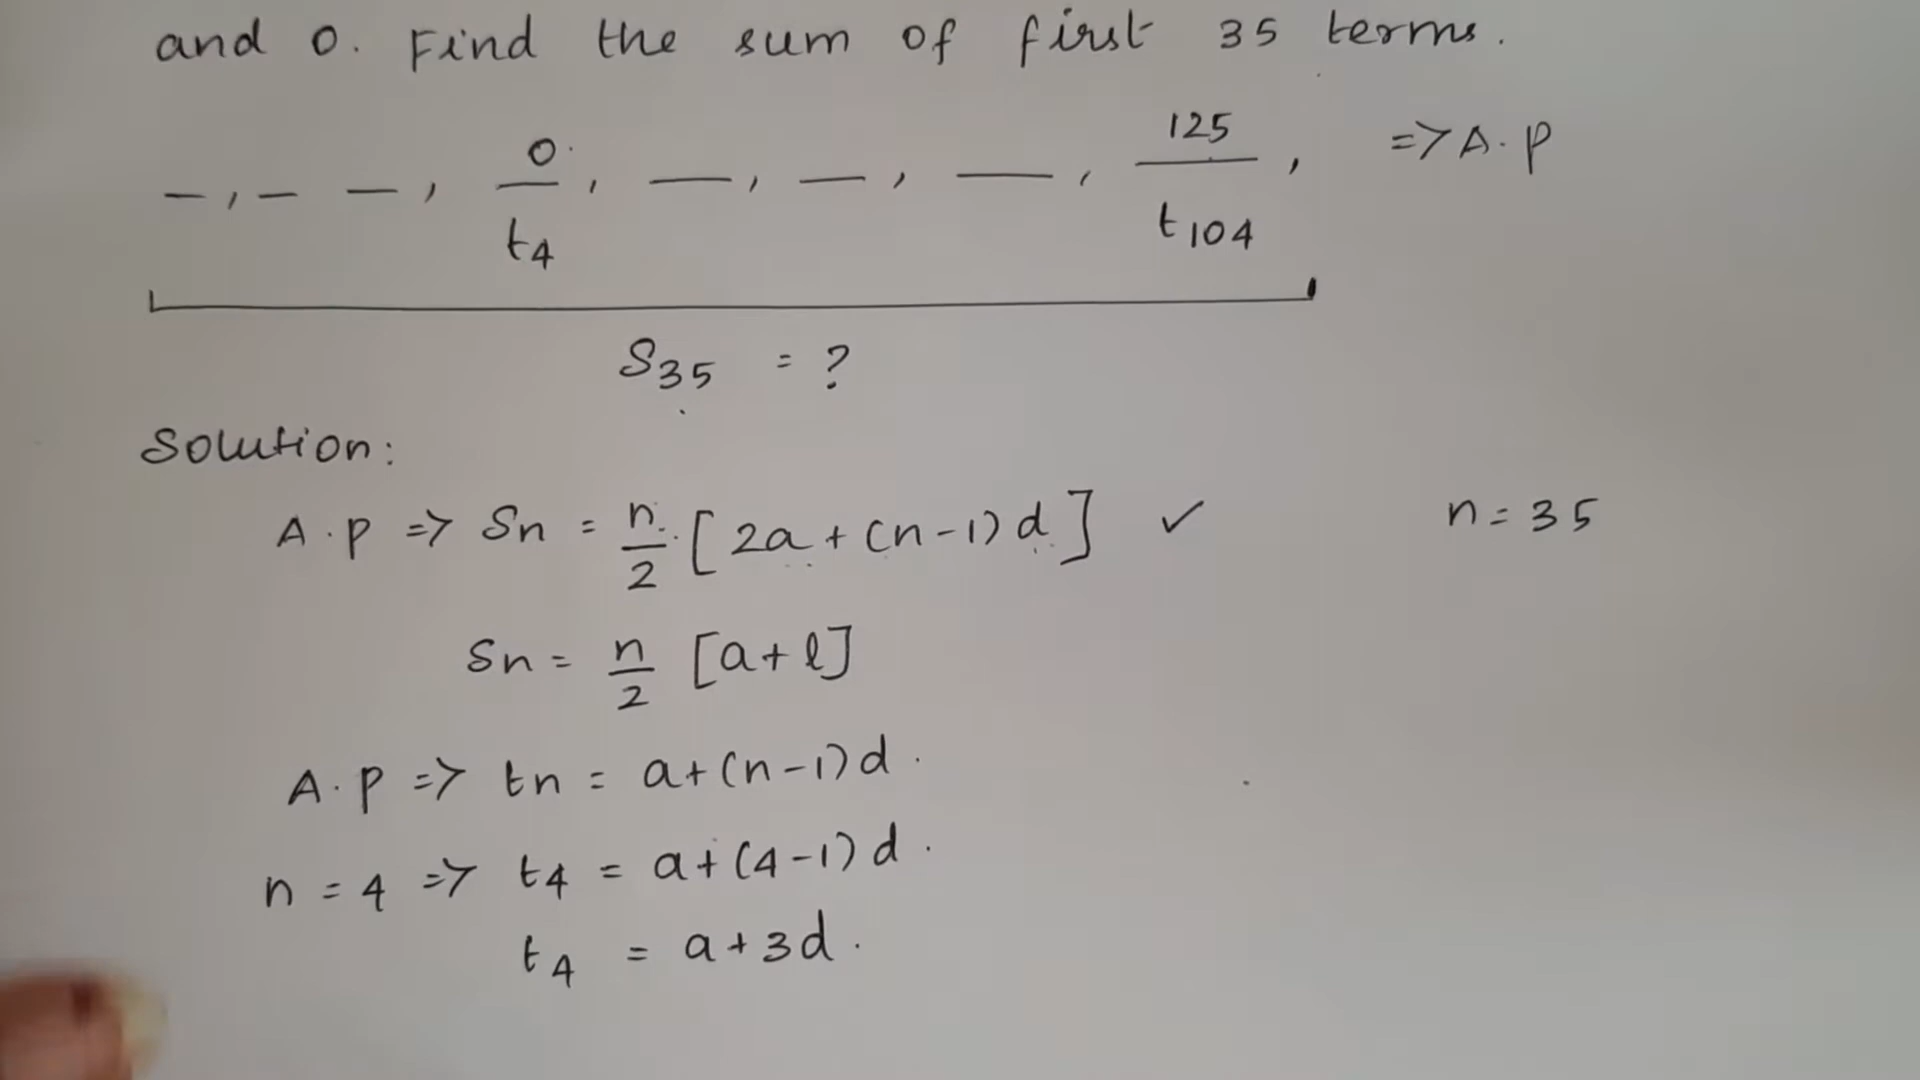 and 0. Find the sum of first 35 terms.
_, _ _, 0/t4, _, _, _, 125/t104, => A.P
S35 = ?
Solution:
A.P => Sn = n/2 [2a + (n-1) d] ✓ n = 35
Sn = n/2 [a + l]
A.P => tn = a + (n-1) d.
n = 4 => t4 = a + (4-1) d.
t4 = a + 3d.